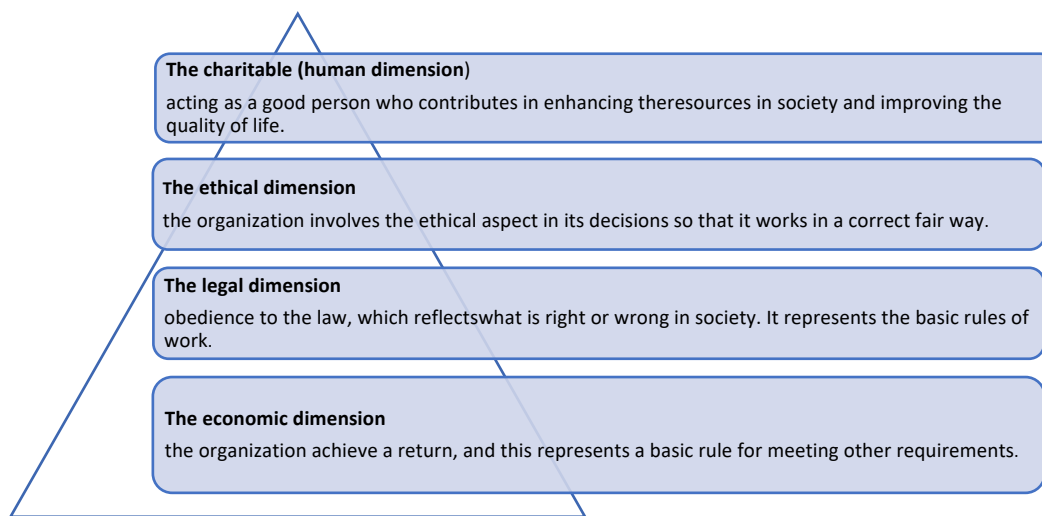 The charitable (human dimension)
acting as a good person who contributes in enhancing theresources in society and improving the
quality of life.
The ethical dimension
the organization involves the ethical aspect in its decisions so that it works in a correct fair way.
The legal dimension
obedience to the law, which reflectswhat is right or wrong in society. It represents the basic rules of
work.
The economic dimension
the organization achieve a return, and this represents a basic rule for meeting other requirements.